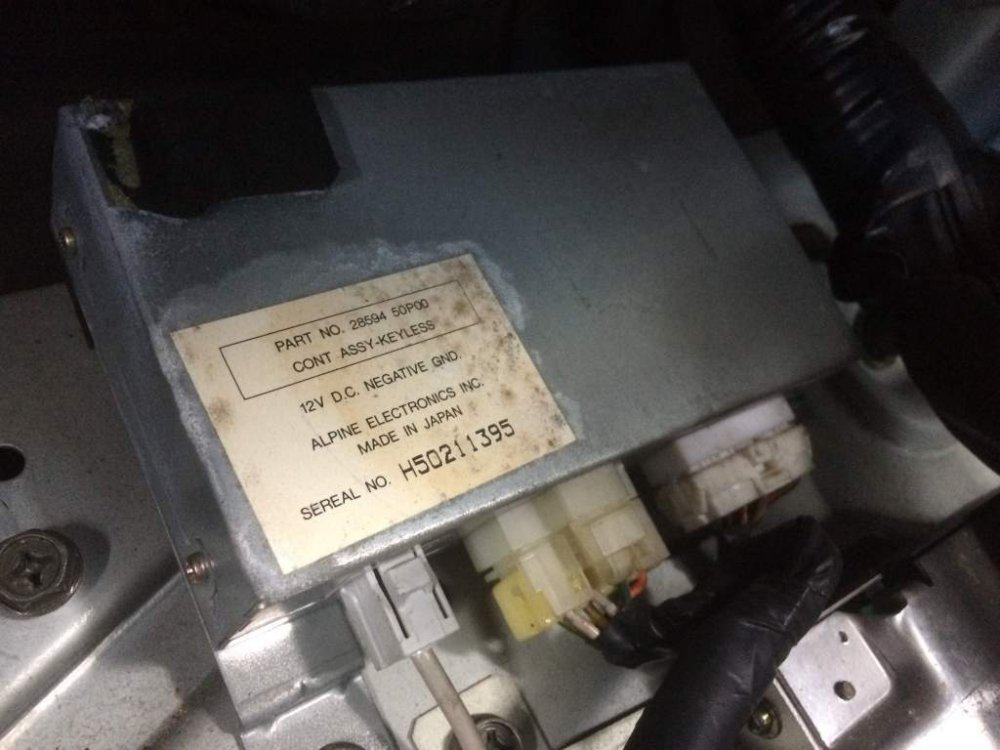 PART NO. 28594 50P00
CONT ASSY-KEYLESS
12V D.C. NEGATIVE GND.
ALPINE ELECTRONICS INC.
MADE IN JAPAN
SEREAL NO. H50211395